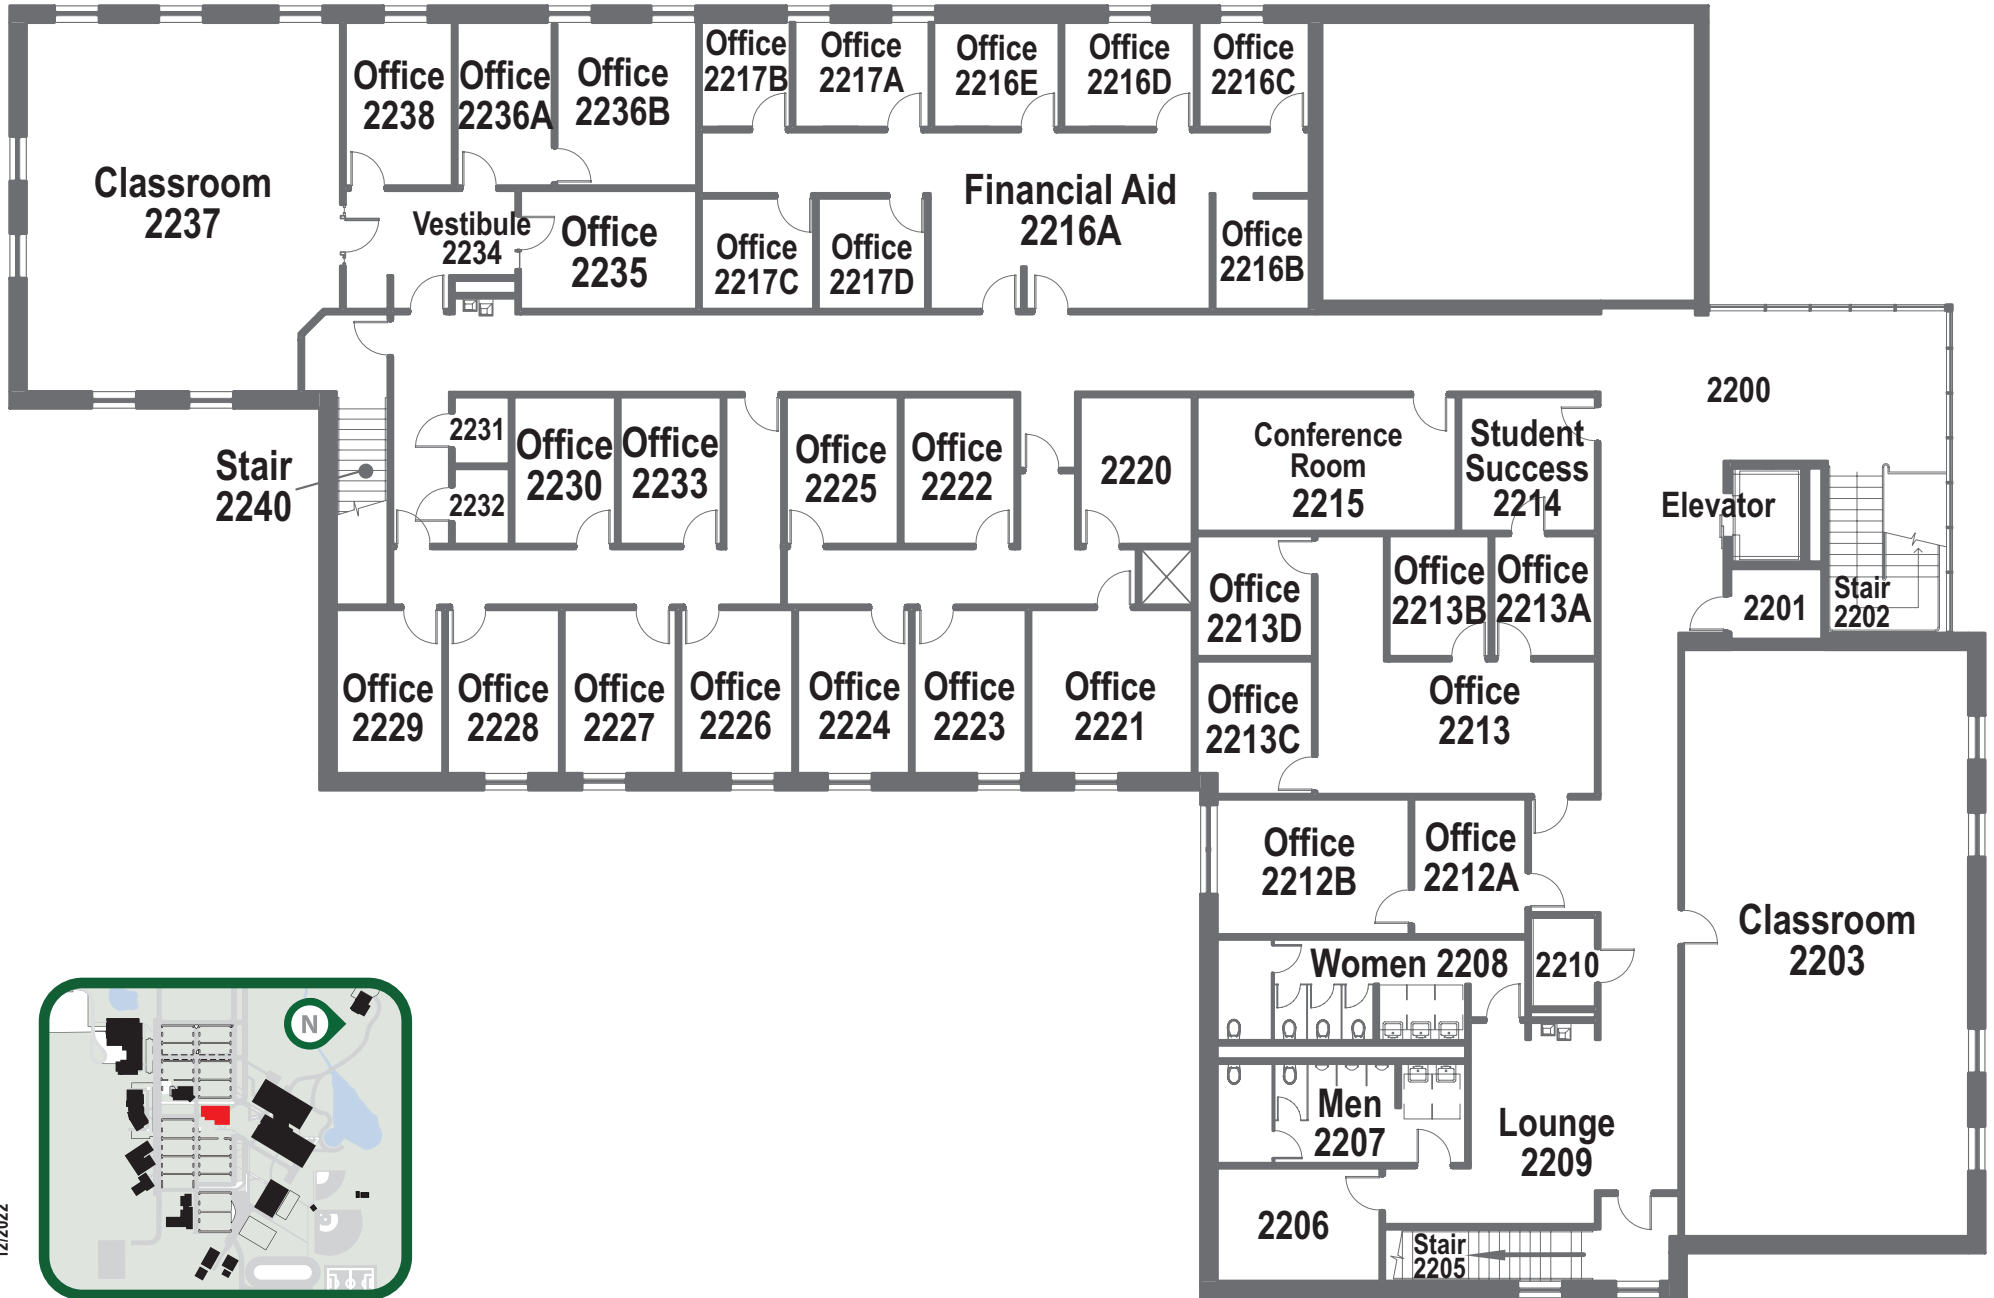 Office
2217B
Office
2217A
Office
2216E
Office
2216D
Office
2216C
Office
2238
Office
2236A
Office
2236B
Classroom
2237
Vestibule
2234
Office
2235
Office
2217C
Office
2217D
Financial Aid
2216A
Office
2216B
2200
Stair
2240
2231
2232
Office
2230
Office
2233
Office
2225
Office
2222
2220
Conference
Room
2215
Student
Success
2214
Elevator
2201
Stair
2202
Office
2213D
Office
2213B
Office
2213A
Office
2229
Office
2228
Office
2227
Office
2226
Office
2224
Office
2223
Office
2221
Office
2213C
Office
2213
Office
2212B
Office
2212A
Classroom
2203
Women 2208
2210
Men
2207
Lounge
2209
2206
Stair
2205
N
12/2022